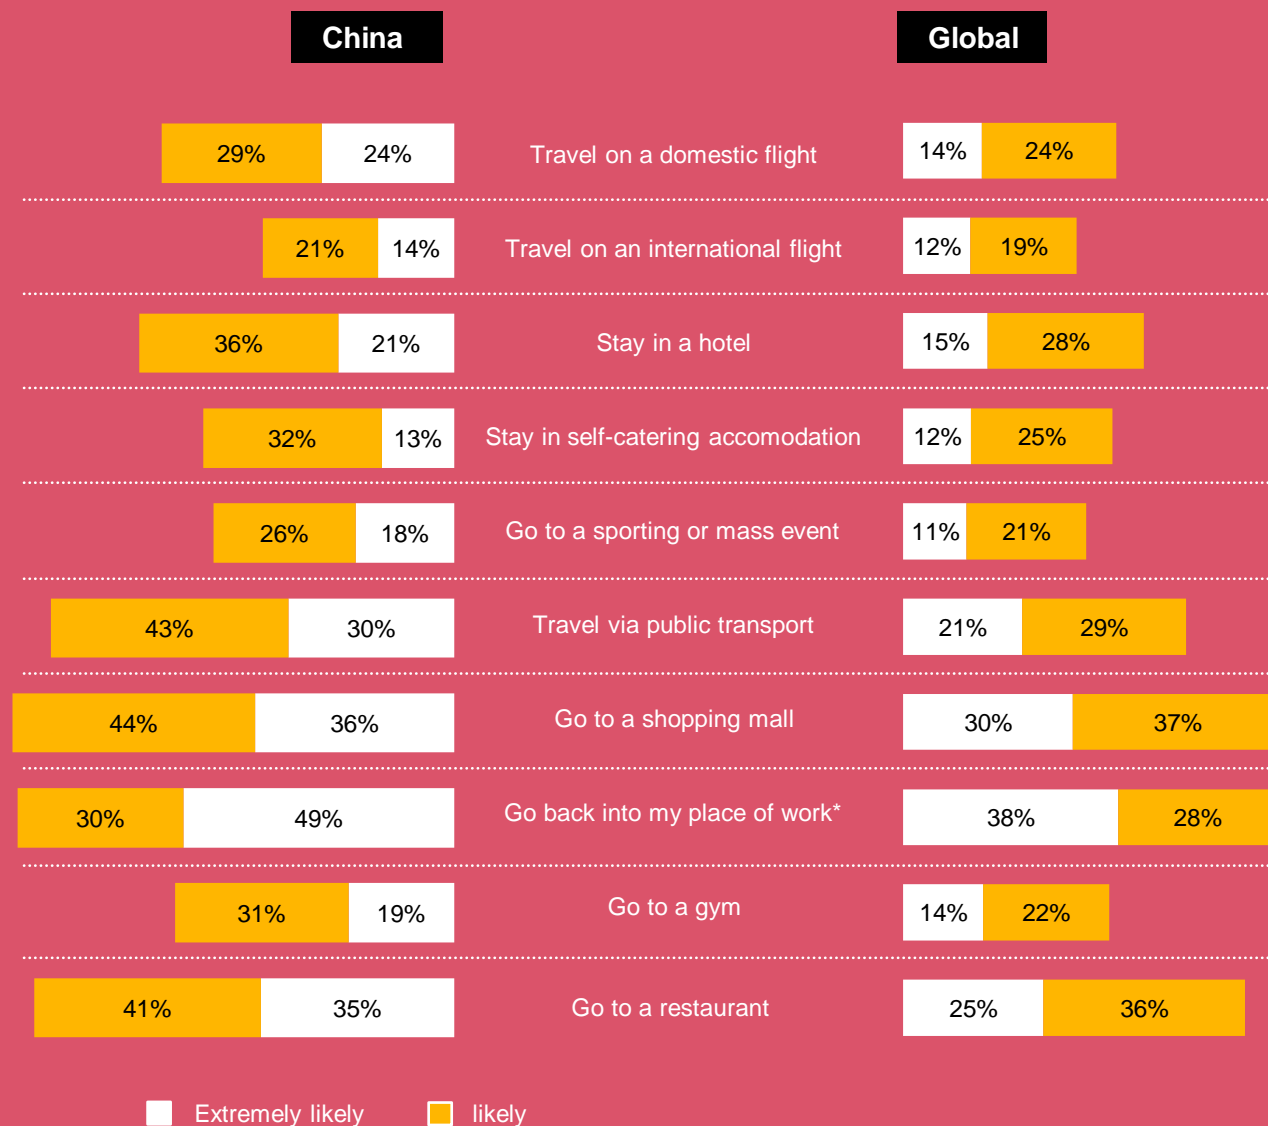 China Global
29% 24% Travel on a domestic flight 14% 24%
21% 14% Travel on an international flight 12% 19%
36% 21% Stay in a hotel 15% 28%
32% 13% Stay in self-catering accomodation 12% 25%
26% 18% Go to a sporting or mass event 11% 21%
43% 30% Travel via public transport 21% 29%
44% 36% Go to a shopping mall 30% 37%
30% 49% Go back into my place of work* 38% 28%
31% 19% Go to a gym 14% 22%
41% 35% Go to a restaurant 25% 36%
Extremely likely likely